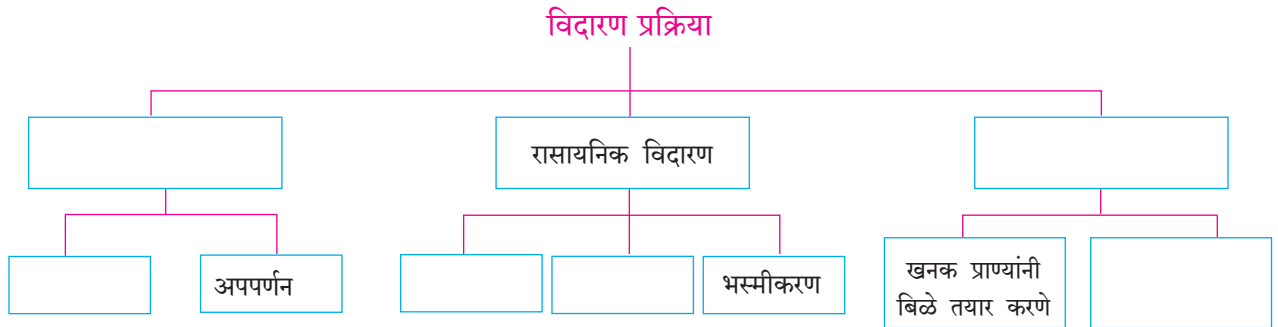 विदारण प्रक्रिया
रासायनिक विदारण
अपपर्णन
भस्मीकरण
खनक प्राण्यांनी
बिळे तयार करणे